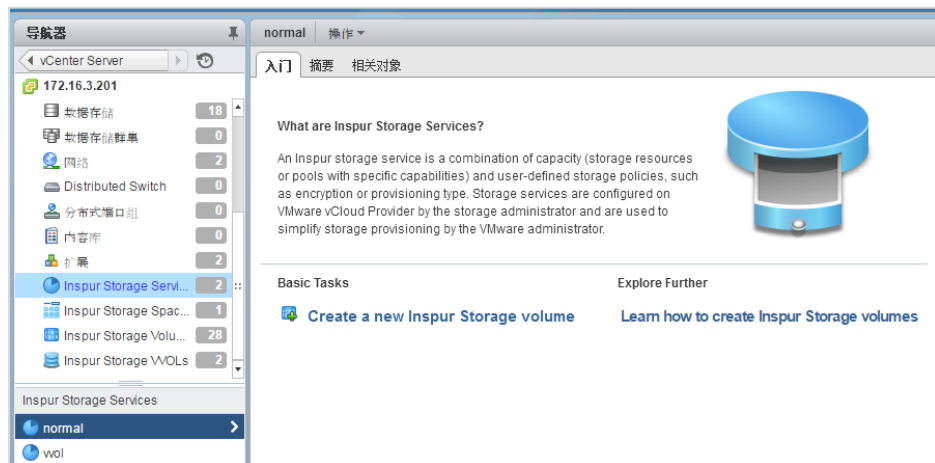 导航器
vCenter Server
172.16.3.201
数据存储 18
数据存储群集 0
网络 2
Distributed Switch 0
分布式端口组 0
内容库 0
扩展 2
Inspur Storage Servi... 2
Inspur Storage Spac... 1
Inspur Storage Volu... 28
Inspur Storage VVOLs 2
Inspur Storage Services
normal
vvol
normal 操作
入门 摘要 相关对象
What are Inspur Storage Services?
An Inspur storage service is a combination of capacity (storage resources
or pools with specific capabilities) and user-defined storage policies, such
as encryption or provisioning type. Storage services are configured on
VMware vCloud Provider by the storage administrator and are used to
simplify storage provisioning by the VMware administrator.
Basic Tasks Explore Further
Create a new Inspur Storage volume Learn how to create Inspur Storage volumes